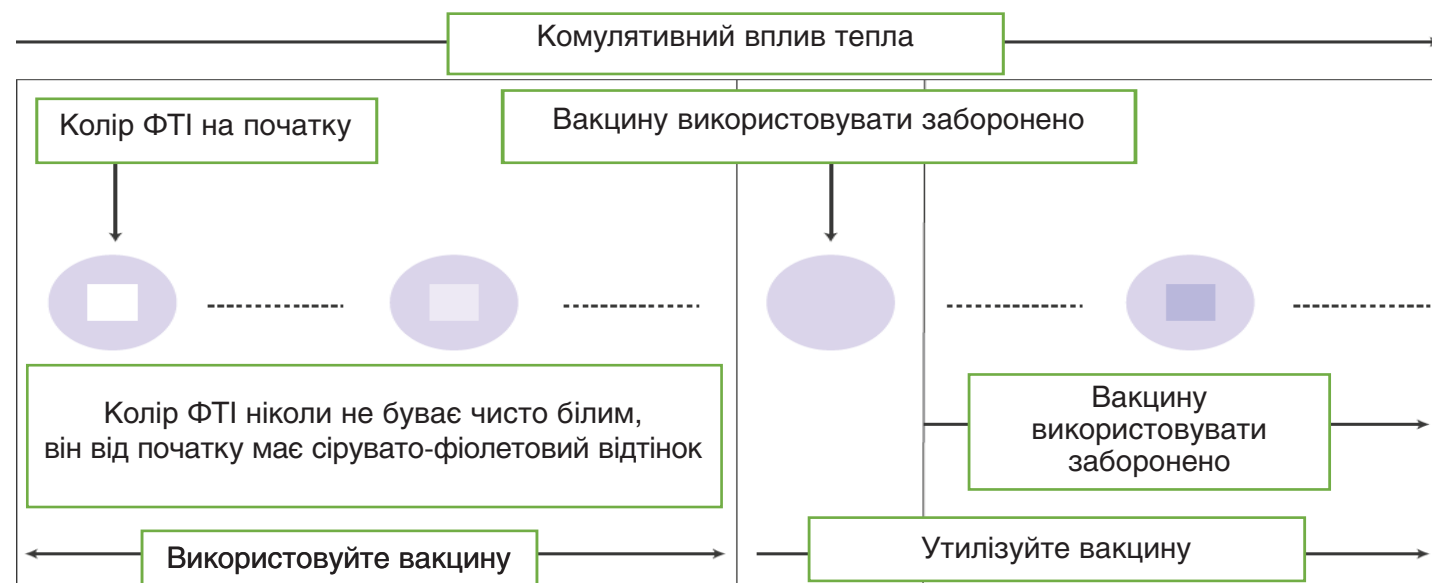 Комулятивний вплив тепла
Колір ФТІ на початку
Вакцину використовувати заборонено
Колір ФТІ ніколи не буває чисто білим,
він від початку має сірувато-фіолетовий відтінок
Вакцину
використовувати
заборонено
Використовуйте вакцину
Утилізуйте вакцину